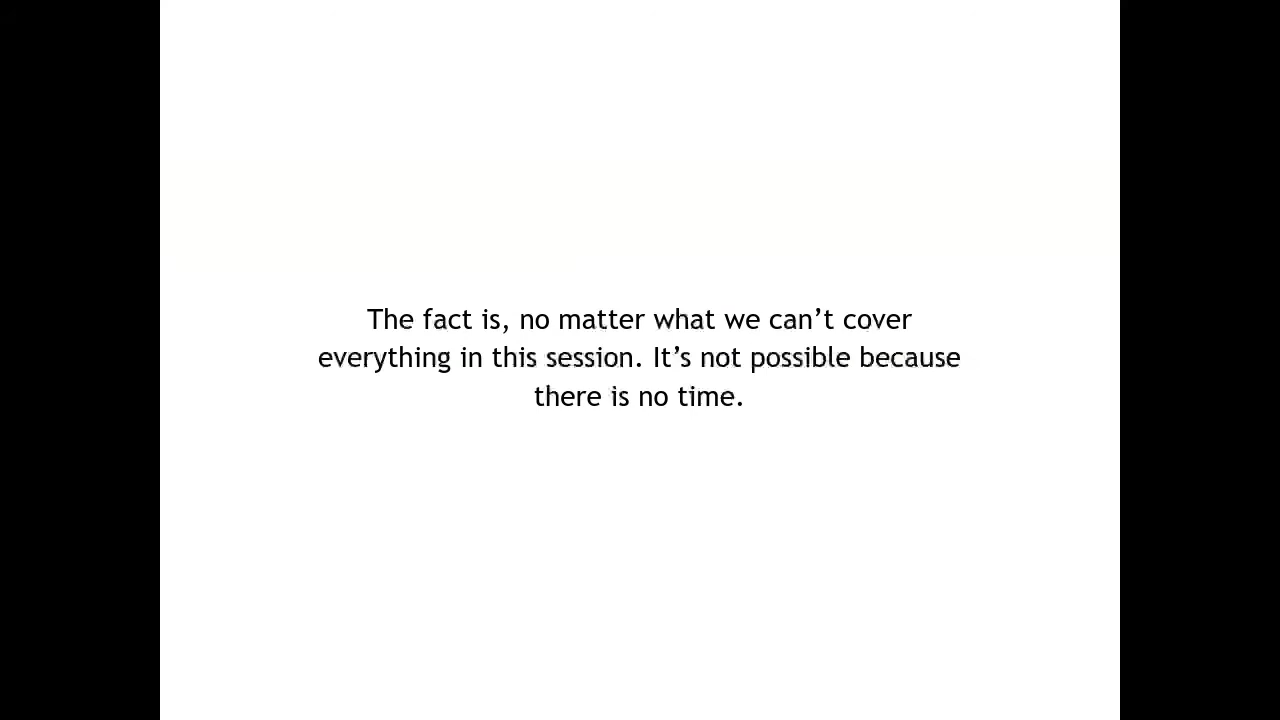 The fact is, no matter what we can’t cover
everything in this session. It’s not possible because
there is no time.